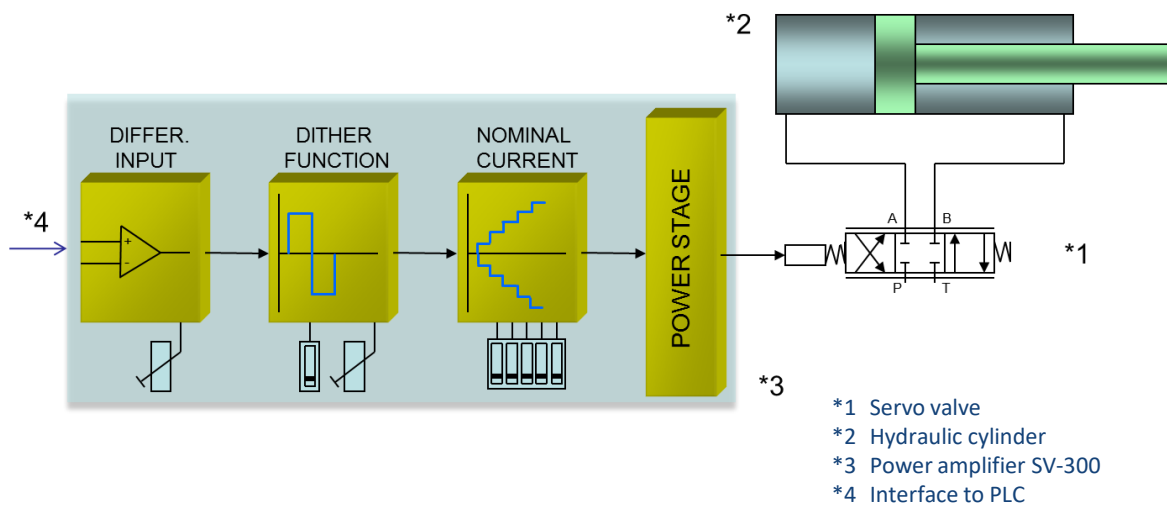 *2
DIFFER.
INPUT
DITHER
FUNCTION
NOMINAL
CURRENT
POWER STAGE
*4
+
-
A B
*1
P T
*3
*1 Servo valve
*2 Hydraulic cylinder
*3 Power amplifier SV-300
*4 Interface to PLC